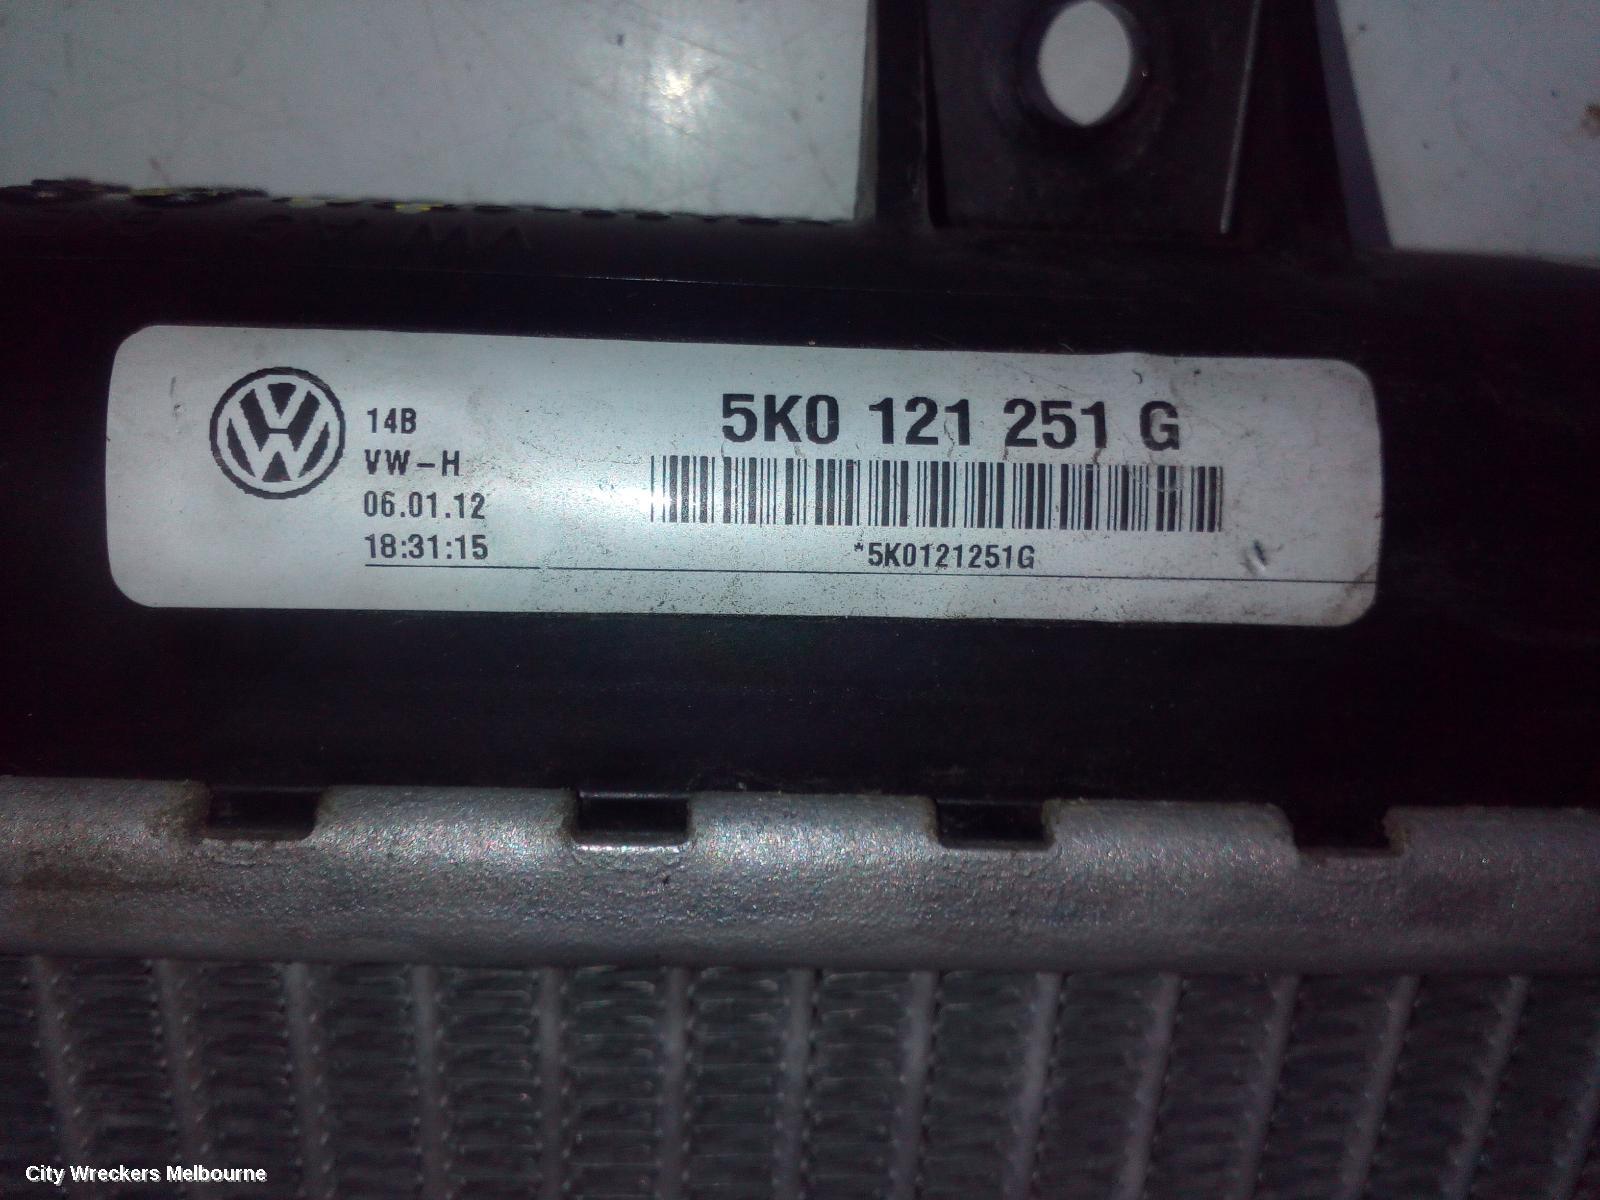 14B
VW-H
06.01.12
18:31:15
5K0 121 251 G
*5K0121251G
City Wreckers Melbourne